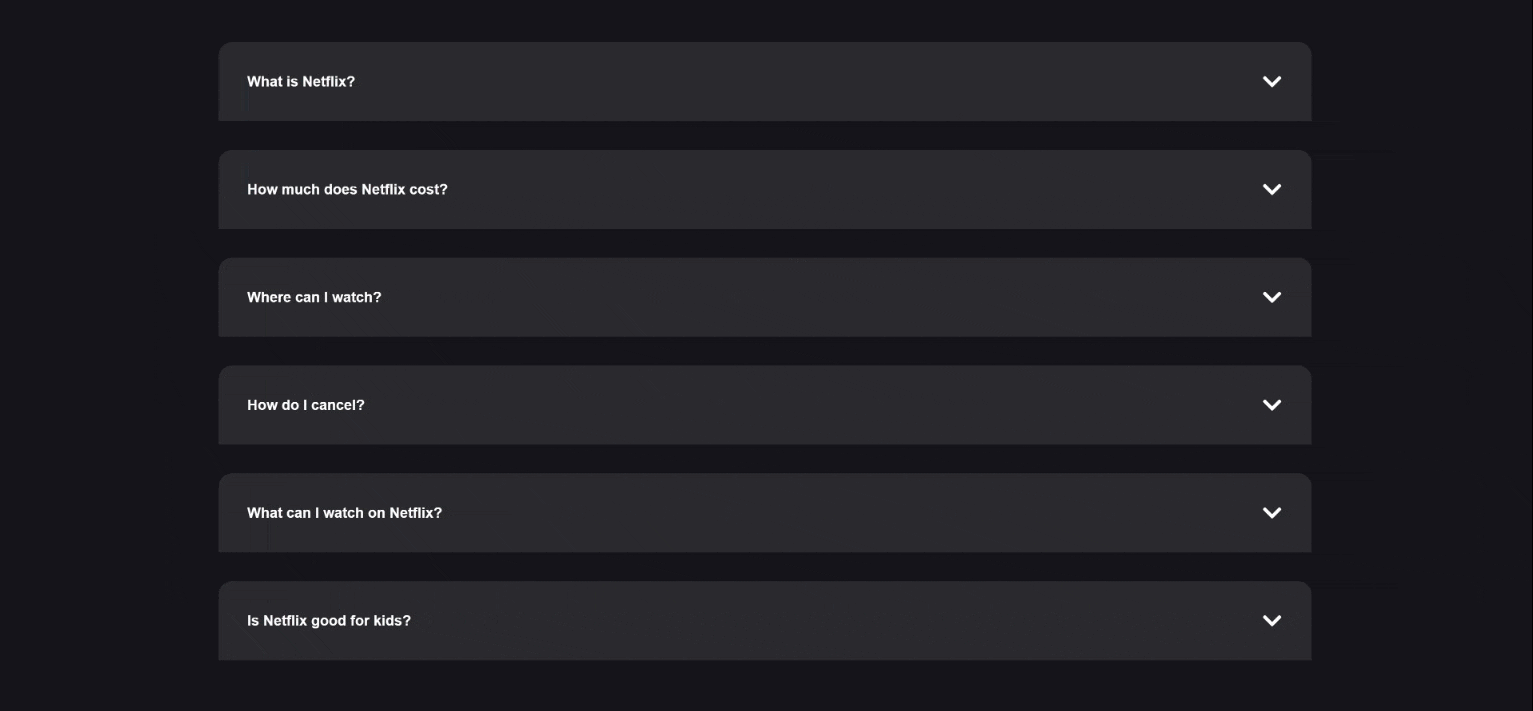 What is Netflix?
How much does Netflix cost?
Where can I watch?
How do I cancel?
What can I watch on Netflix?
Is Netflix good for kids?